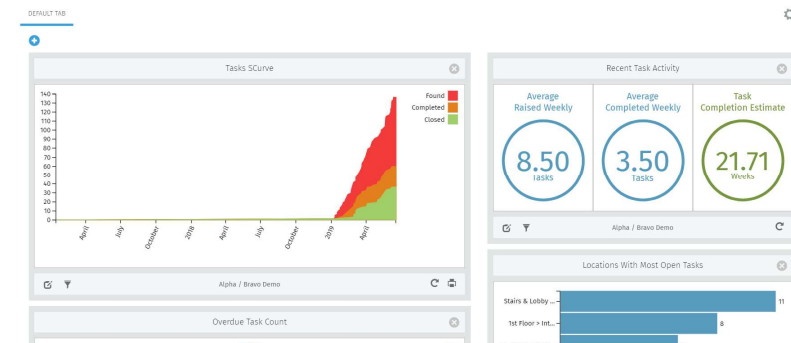 DEFAULT TAB
Tasks SCurve
140
130
120
110
100
90
80
70
60
50
40
30
20
10
0
Found
Completed
Closed
April
July
October
2018
April
July
October
2019
April
Alpha / Bravo Demo
Overdue Task Count
Recent Task Activity
Average
Raised Weekly
8.50
Tasks
Average
Completed Weekly
3.50
Tasks
Task
Completion Estimate
21.71
Weeks
Alpha / Bravo Demo
Locations With Most Open Tasks
Stairs & Lobby ...
11
1st Floor > Int...
8